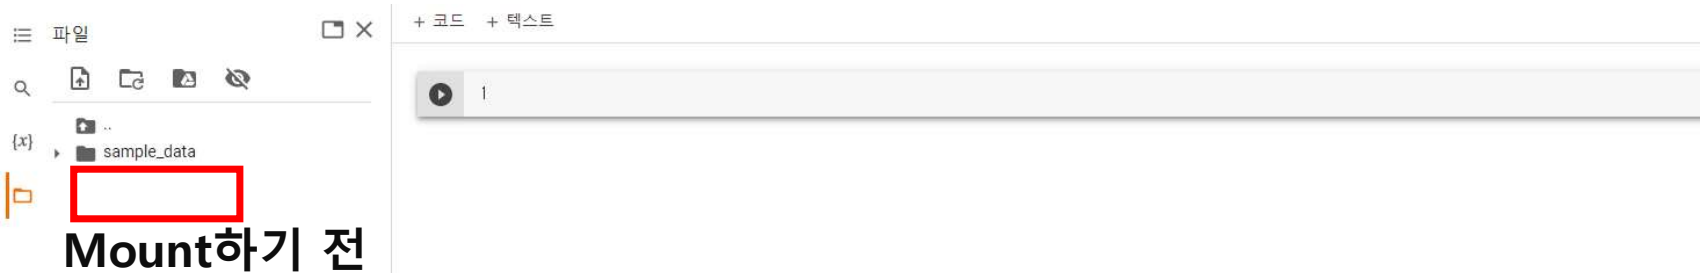 파일
+ 코드 + 텍스트
1
..
{x}
sample_data
Mount하기 전